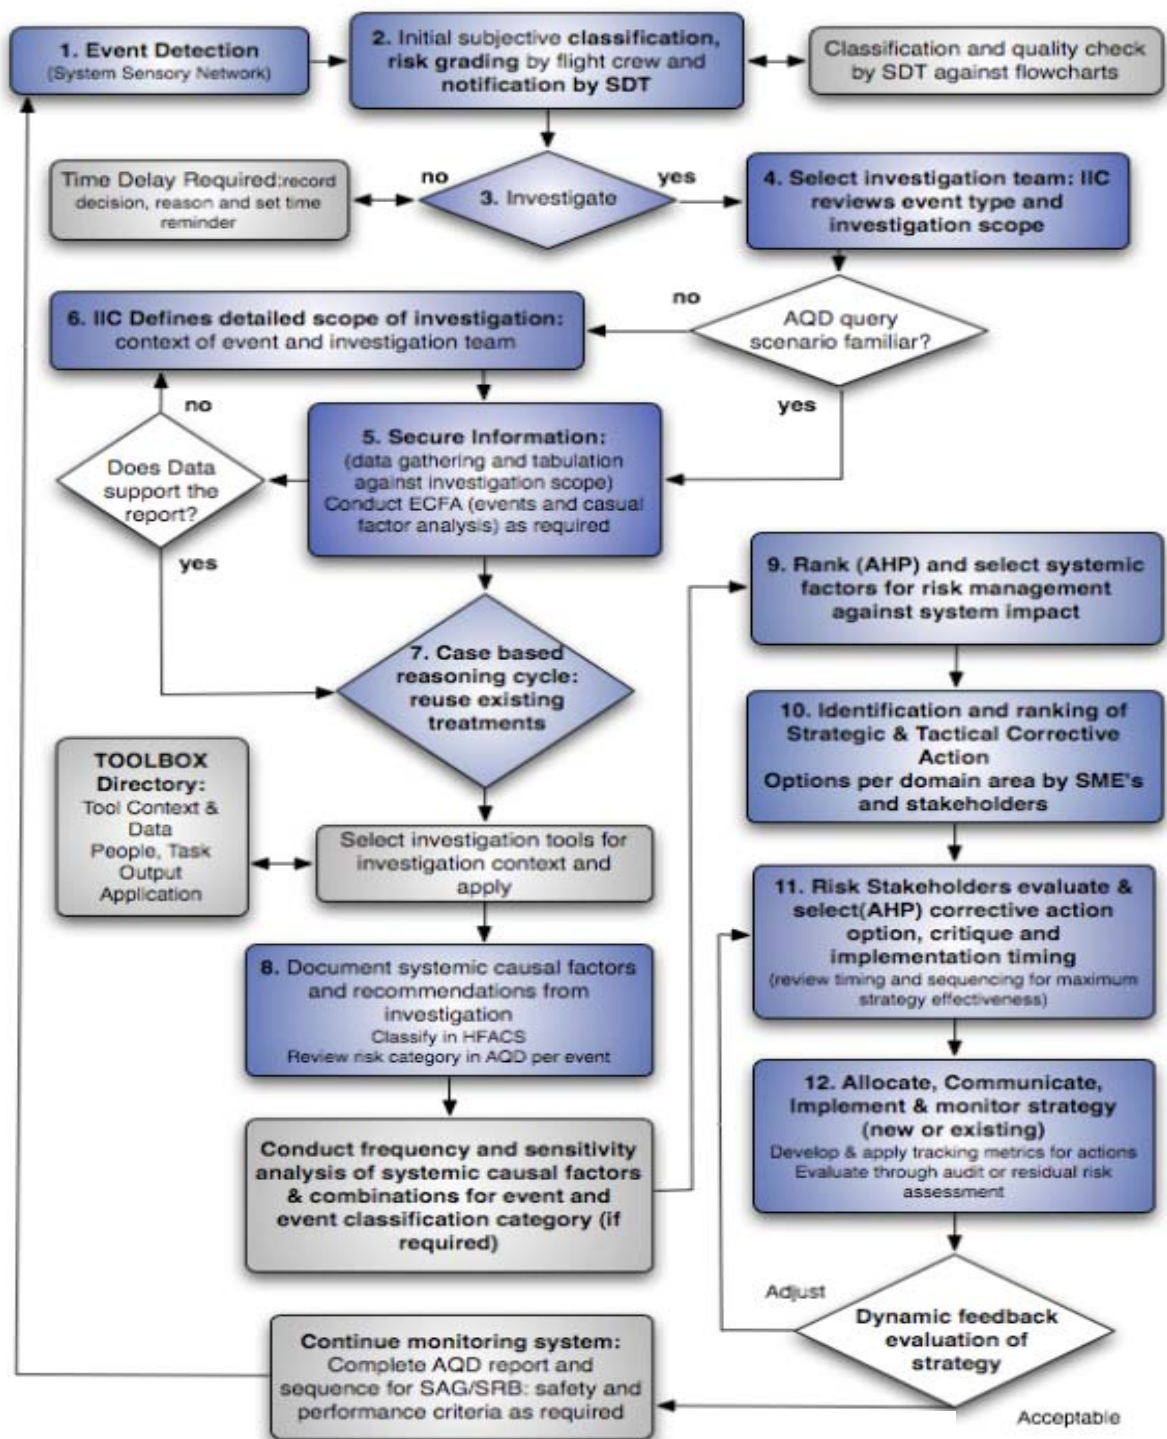 1. Event Detection
(System Sensory Network)
2. Initial subjective classification,
risk grading by flight crew and
notification by SDT
Classification and quality check
by SDT against flowcharts
Time Delay Required:record
decision, reason and set time
reminder
no
3. Investigate
yes
4. Select investigation team: IIC
reviews event type and
investigation scope
6. IIC Defines detailed scope of investigation:
context of event and investigation team
no
AQD query
scenario familiar?
yes
no
Does Data
support the
report?
yes
5. Secure Information:
(data gathering and tabulation
against investigation scope)
Conduct ECFA (events and casual
factor analysis) as required
7. Case based
reasoning cycle:
reuse existing
treatments
TOOLBOX
Directory:
Tool Context &
Data
People, Task
Output
Application
Select investigation tools for
investigation context and
apply
8. Document systemic causal factors
and recommendations from
investigation
Classify in HFACS
Review risk category in AQD per event
Conduct frequency and sensitivity
analysis of systemic causal factors
& combinations for event and
event classification category (if
required)
9. Rank (AHP) and select systemic
factors for risk management
against system impact
10. Identification and ranking of
Strategic & Tactical Corrective
Action
Options per domain area by SME's
and stakeholders
11. Risk Stakeholders evaluate &
select(AHP) corrective action
option, critique and
implementation timing
(review timing and sequencing for maximum
strategy effectiveness)
12. Allocate, Communicate,
Implement & monitor strategy
(new or existing)
Develop & apply tracking metrics for actions
Evaluate through audit or residual risk
assessment
Adjust
Dynamic feedback
evaluation of
strategy
Acceptable
Continue monitoring system:
Complete AQD report and
sequence for SAG/SRB: safety and
performance criteria as required